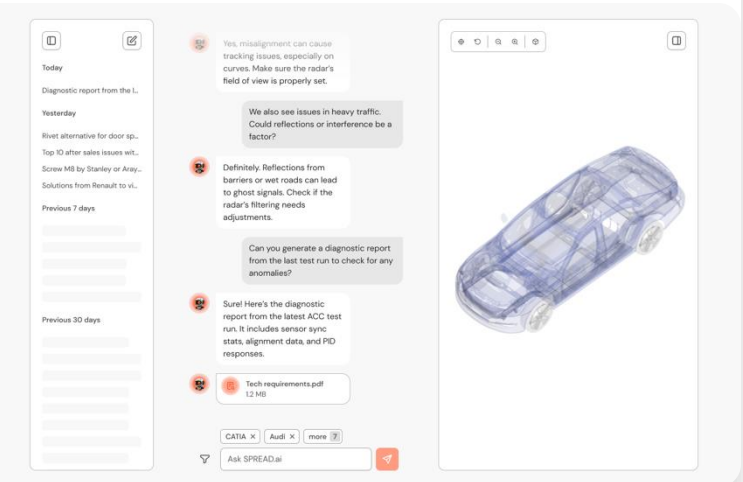 Today
Diagnostic report from the l...
Yesterday
Rivet alternative for door sp...
Top 10 after sales issues wit...
Screw M8 by Stanley or Aray...
Solutions from Renault to vi...
Previous 7 days
Previous 30 days
Yes, misalignment can cause
tracking issues, especially on
curves. Make sure the radar's
field of view is properly set.
We also see issues in heavy traffic.
Could reflections or interference be a
factor?
Definitely. Reflections from
barriers or wet roads can lead
to ghost signals. Check if the
radar's filtering needs
adjustments.
Can you generate a diagnostic report
from the last test run to check for any
anomalies?
Sure! Here's the diagnostic
report from the latest ACC test
run. It includes sensor sync
stats, alignment data, and PID
responses.
Tech requirements.pdf
1.2 MB
CATIA × Audi × more 7
Ask SPREAD.ai